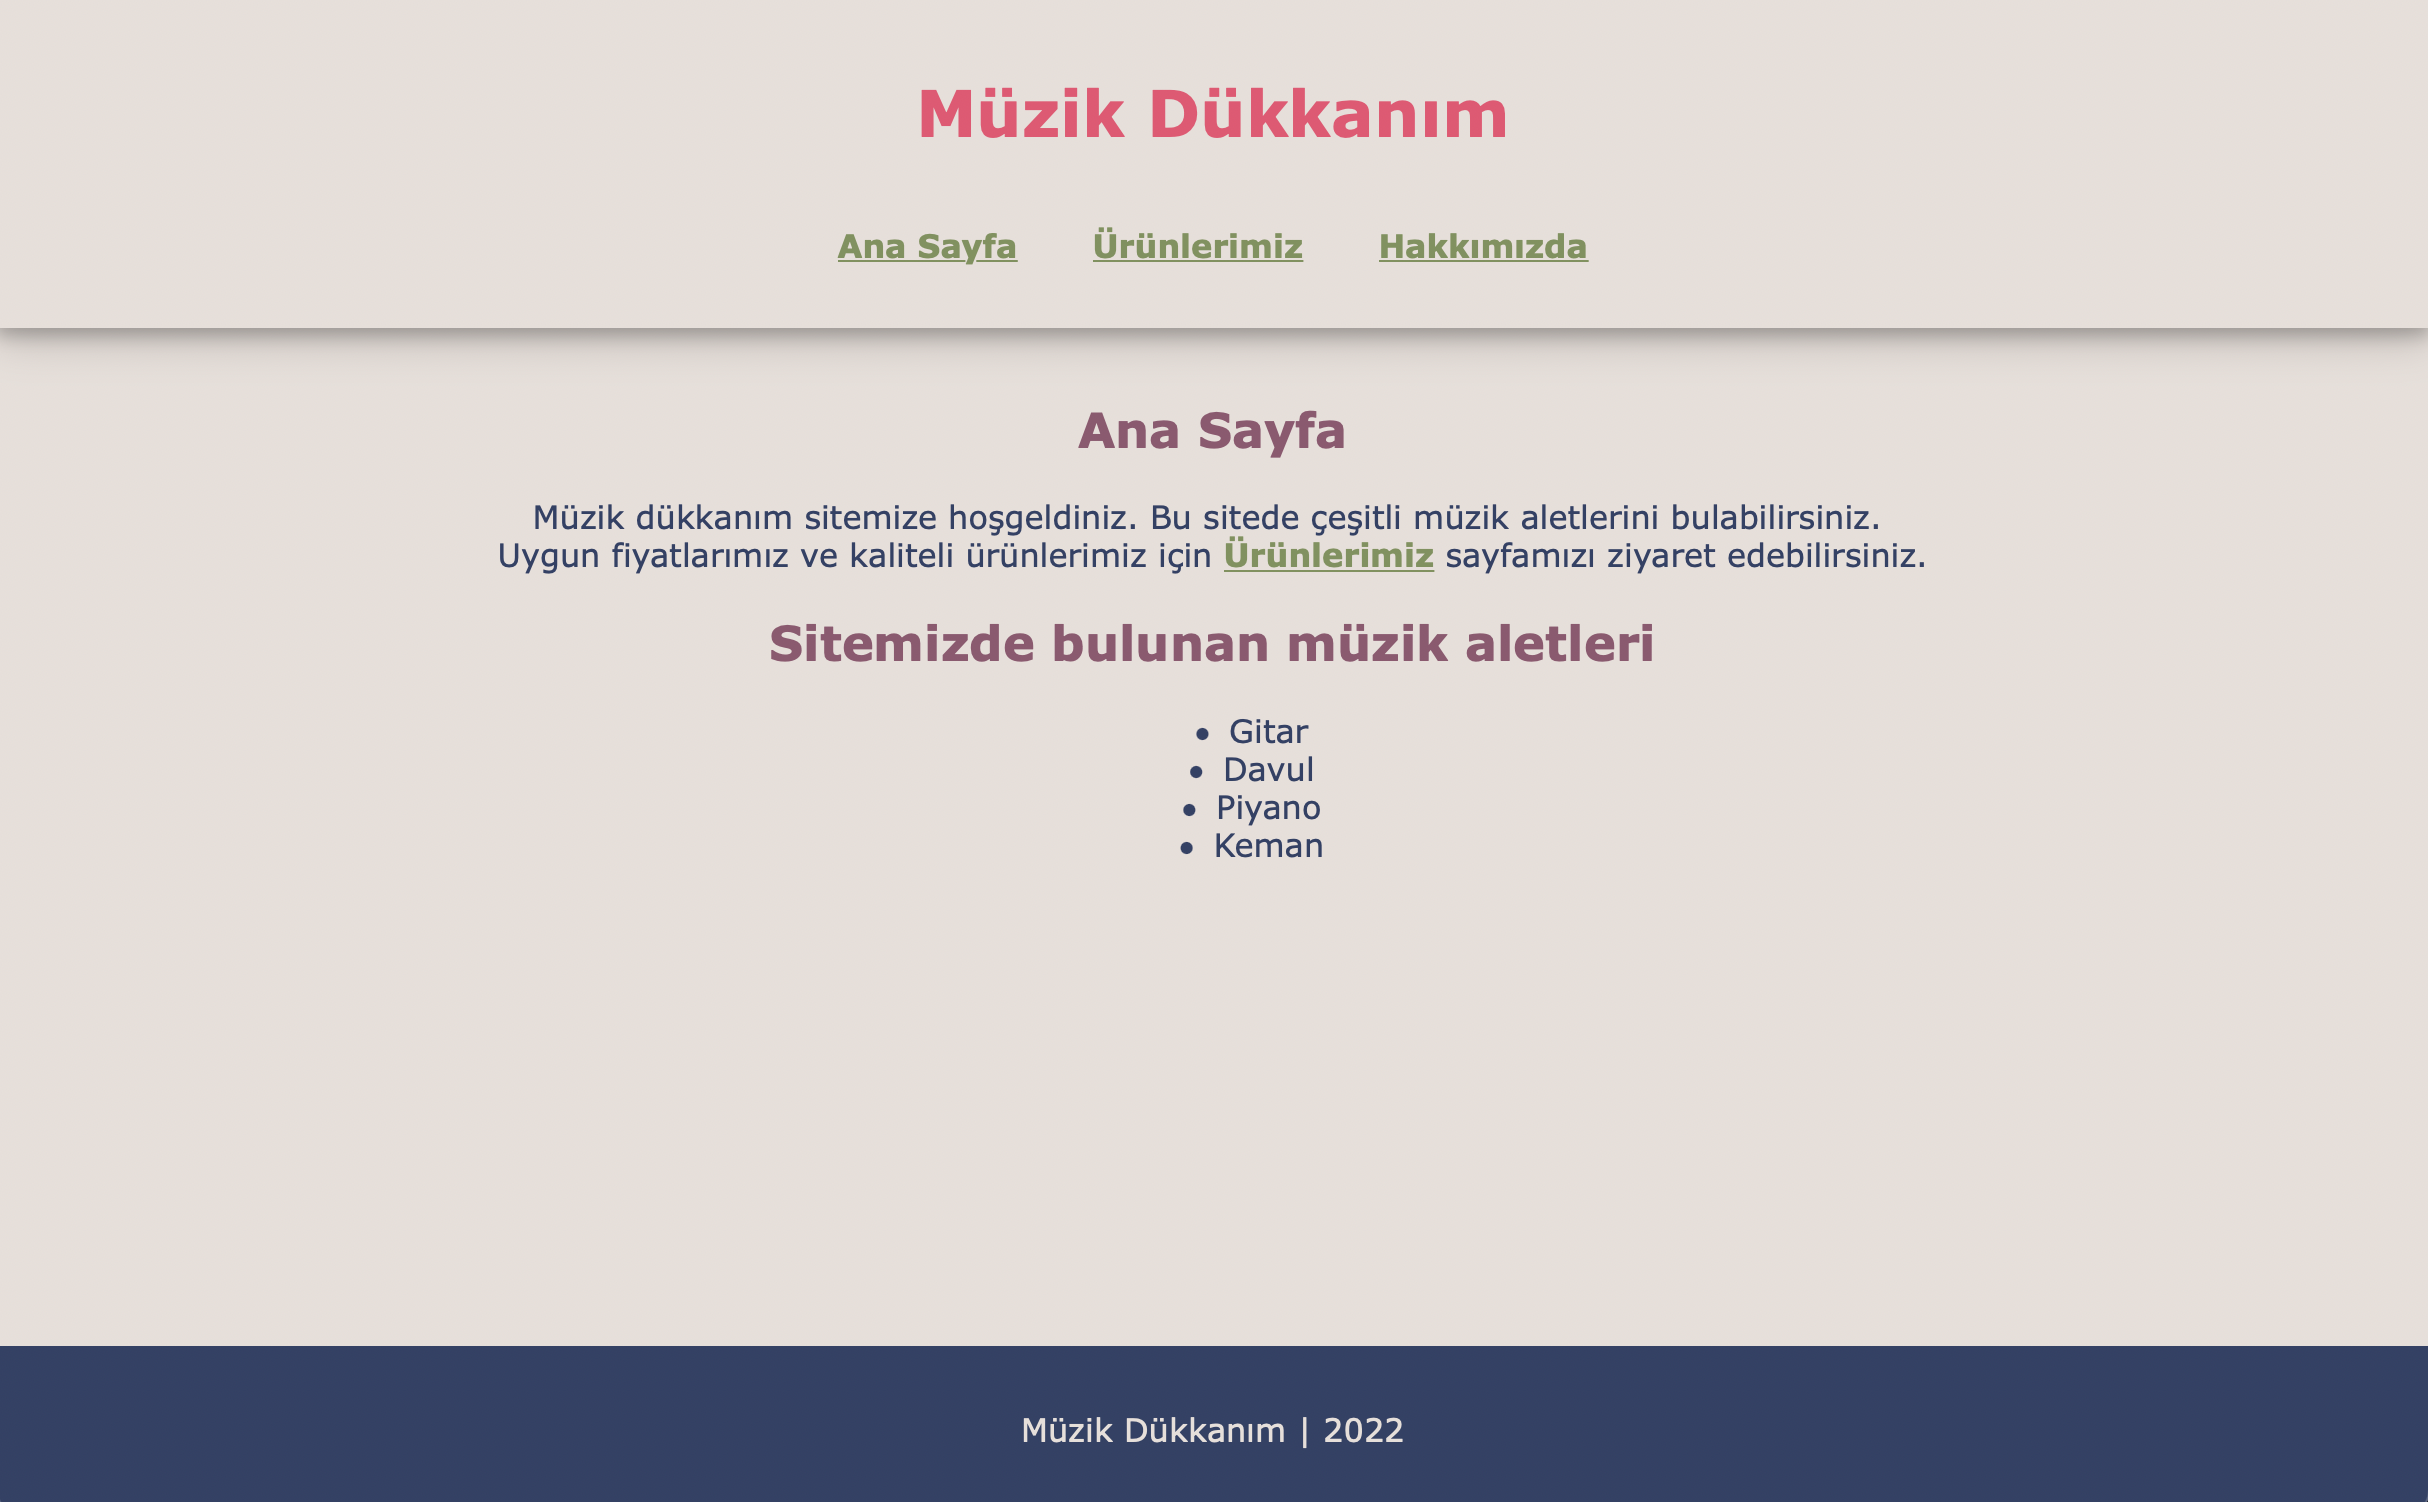 Müzik Dükkanım
Ana Sayfa Ürünlerimiz Hakkımızda
Ana Sayfa
Müzik dükkanım sitemize hoşgeldiniz. Bu sitede çeşitli müzik aletlerini bulabilirsiniz.
Uygun fiyatlarımız ve kaliteli ürünlerimiz için Ürünlerimiz sayfamızı ziyaret edebilirsiniz.
Sitemizde bulunan müzik aletleri
• Gitar
• Davul
• Piyano
• Keman
Müzik Dükkanım | 2022